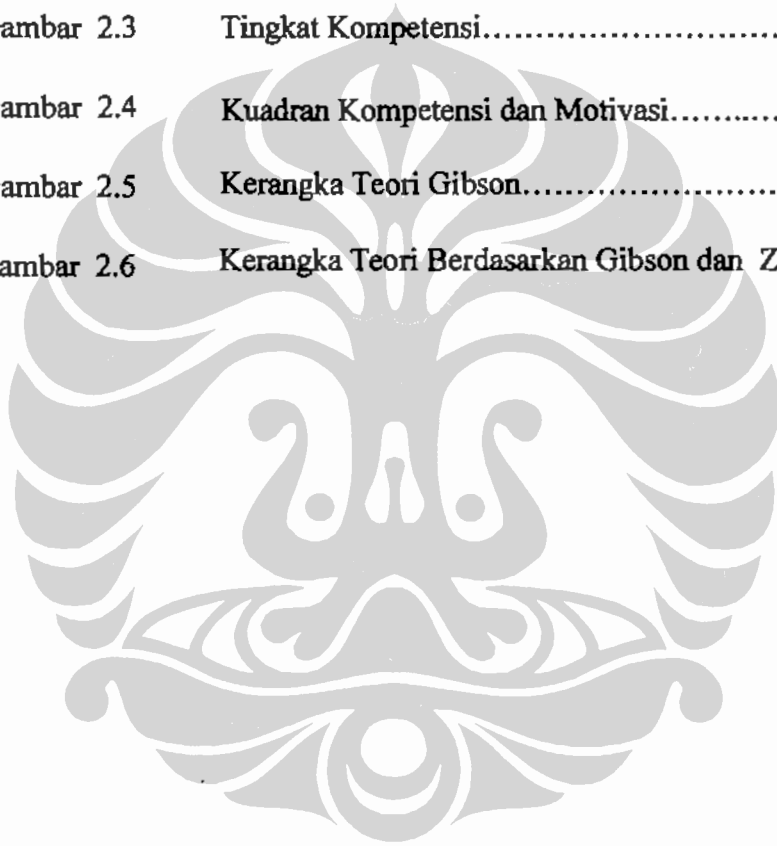 ambar 2.3 Tingkat Kompetensi..............................
ambar 2.4 Kuadran Kompetensi dan Motivasi............
ambar 2.5 Kerangka Teori Gibson..........................
ambar 2.6 Kerangka Teori Berdasarkan Gibson dan Z